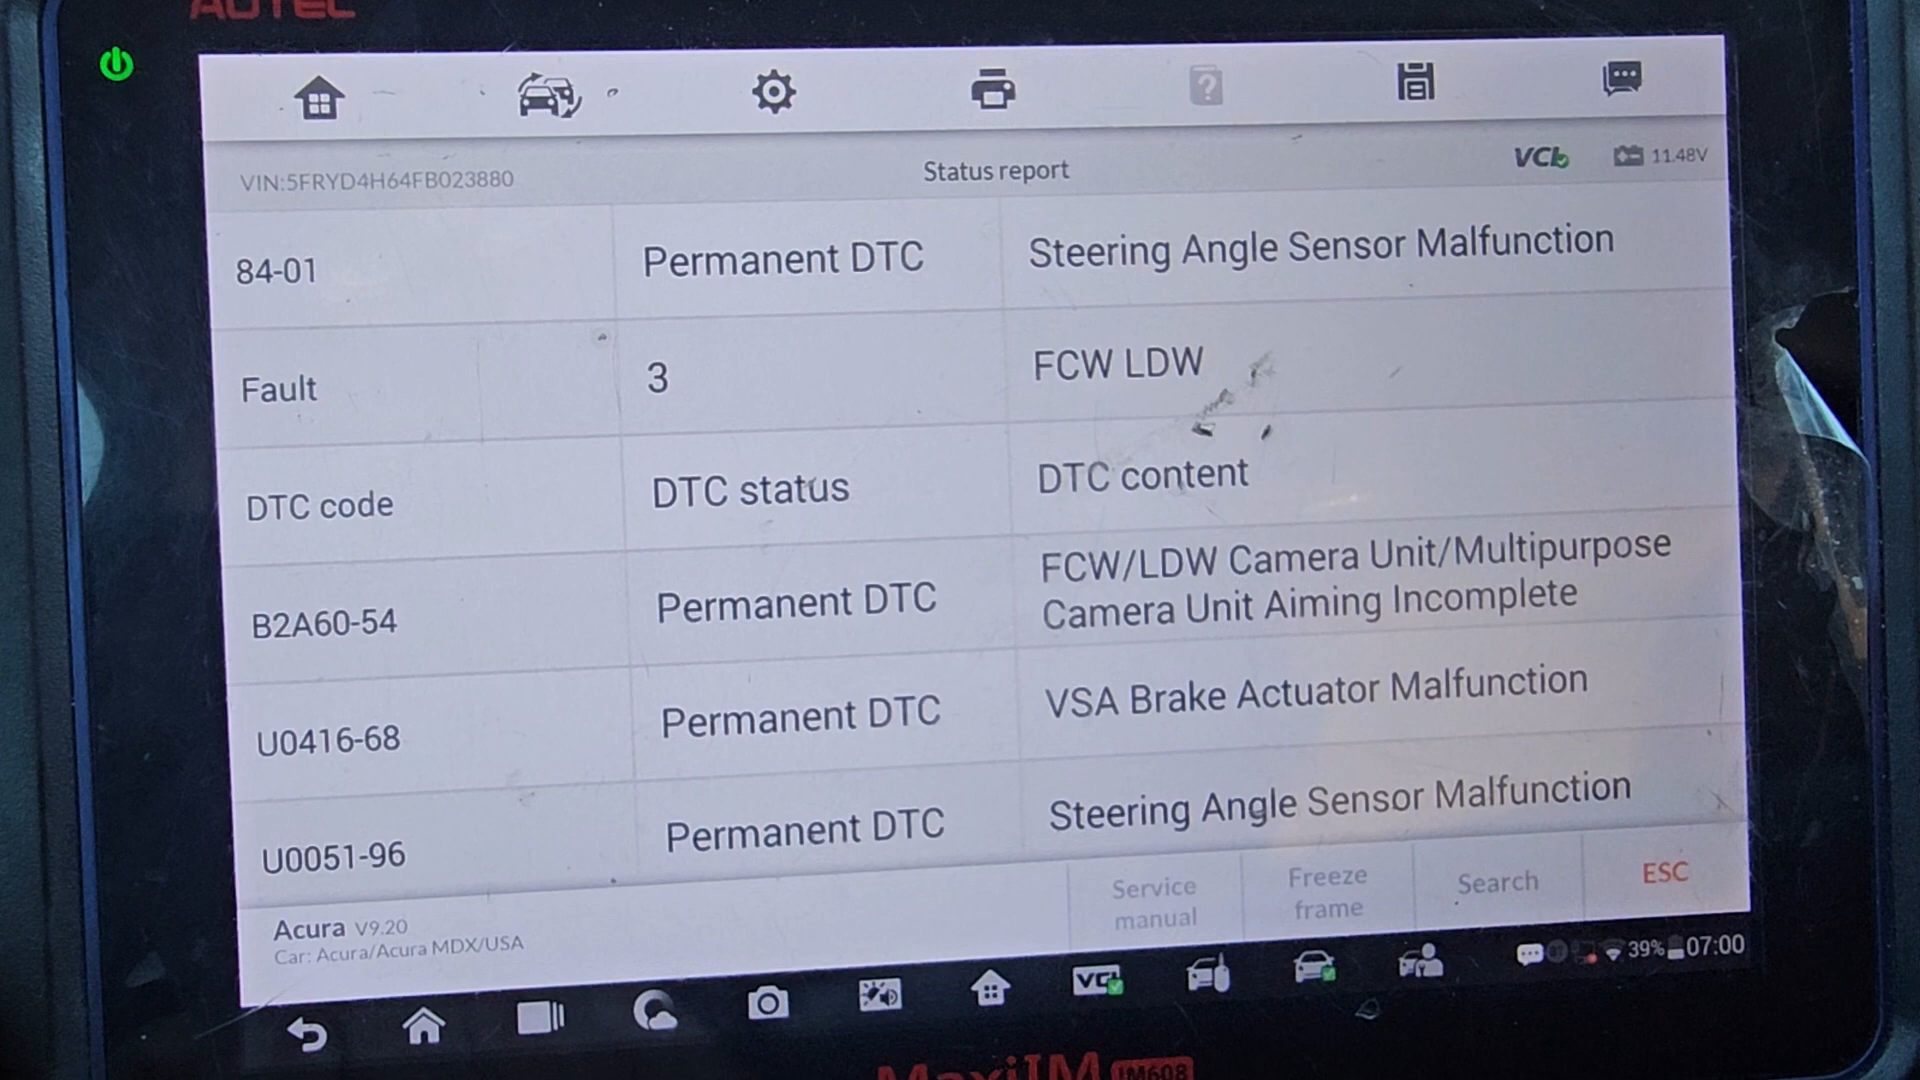 AUTEL
VIN:5FRYD4H64FB023880
Status report
VCI
11.48V
84-01
Permanent DTC
Steering Angle Sensor Malfunction
Fault
3
FCW LDW
DTC code
DTC status
DTC content
B2A60-54
Permanent DTC
FCW/LDW Camera Unit/Multipurpose
Camera Unit Aiming Incomplete
U0416-68
Permanent DTC
VSA Brake Actuator Malfunction
U0051-96
Permanent DTC
Steering Angle Sensor Malfunction
Service
manual
Freeze
frame
Search
ESC
Acura V9.20
Car: Acura/Acura MDX/USA
VCI
39%
07:00
MaxiIM IM608